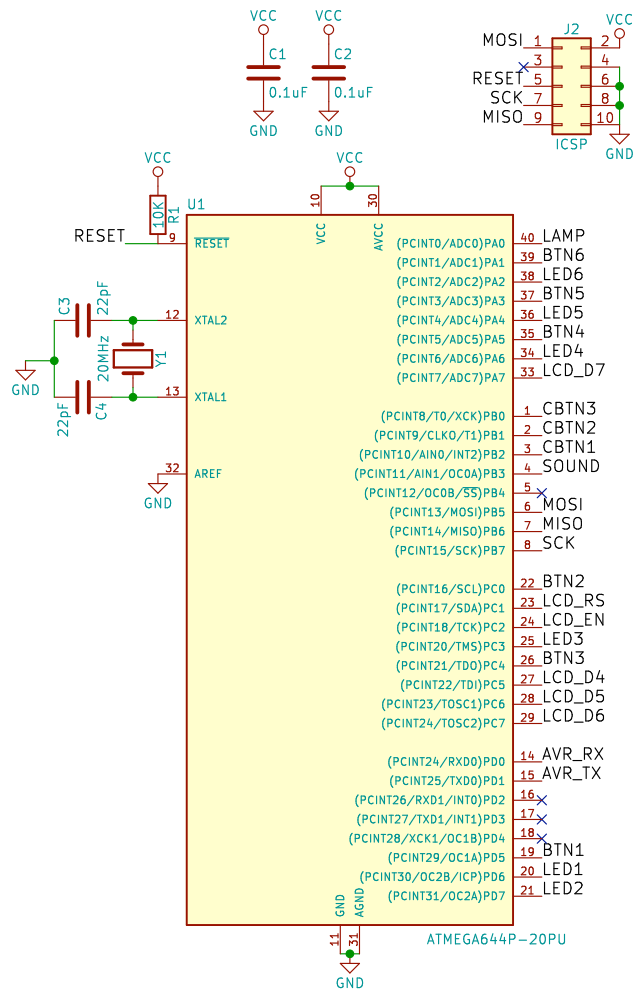 VCC VCC
C1 C2
0.1uF 0.1uF
GND GND
J2 VCC
MOSI 1 2
3 4
RESET 5 6
SCK 7 8
MISO 9 10
ICSP GND
VCC VCC
10K R1
U1
10 30
VCC AVCC
RESET 9 RESET
C3 22pF
12 XTAL2
20MHz Y1
GND
13 XTAL1
22pF C4
32 AREF
GND
(PCINT0/ADC0)PA0 40 LAMP
(PCINT1/ADC1)PA1 39 BTN6
(PCINT2/ADC2)PA2 38 LED6
(PCINT3/ADC3)PA3 37 BTN5
(PCINT4/ADC4)PA4 36 LED5
(PCINT5/ADC5)PA5 35 BTN4
(PCINT6/ADC6)PA6 34 LED4
(PCINT7/ADC7)PA7 33 LCD_D7
(PCINT8/T0/XCK)PB0 1 CBTN3
(PCINT9/CLKO/T1)PB1 2 CBTN2
(PCINT10/AIN0/INT2)PB2 3 CBTN1
(PCINT11/AIN1/OC0A)PB3 4 SOUND
(PCINT12/OC0B/SS)PB4 5
(PCINT13/MOSI)PB5 6 MOSI
(PCINT14/MISO)PB6 7 MISO
(PCINT15/SCK)PB7 8 SCK
(PCINT16/SCL)PC0 22 BTN2
(PCINT17/SDA)PC1 23 LCD_RS
(PCINT18/TCK)PC2 24 LCD_EN
(PCINT20/TMS)PC3 25 LED3
(PCINT21/TDO)PC4 26 BTN3
(PCINT22/TDI)PC5 27 LCD_D4
(PCINT23/TOSC1)PC6 28 LCD_D5
(PCINT24/TOSC2)PC7 29 LCD_D6
(PCINT24/RXD0)PD0 14 AVR_RX
(PCINT25/TXD0)PD1 15 AVR_TX
(PCINT26/RXD1/INT0)PD2 16
(PCINT27/TXD1/INT1)PD3 17
(PCINT28/XCK1/OC1B)PD4 18
(PCINT29/OC1A)PD5 19 BTN1
(PCINT30/OC2B/ICP)PD6 20 LED1
(PCINT31/OC2A)PD7 21 LED2
GND AGND
11 31
ATMEGA644P-20PU
GND